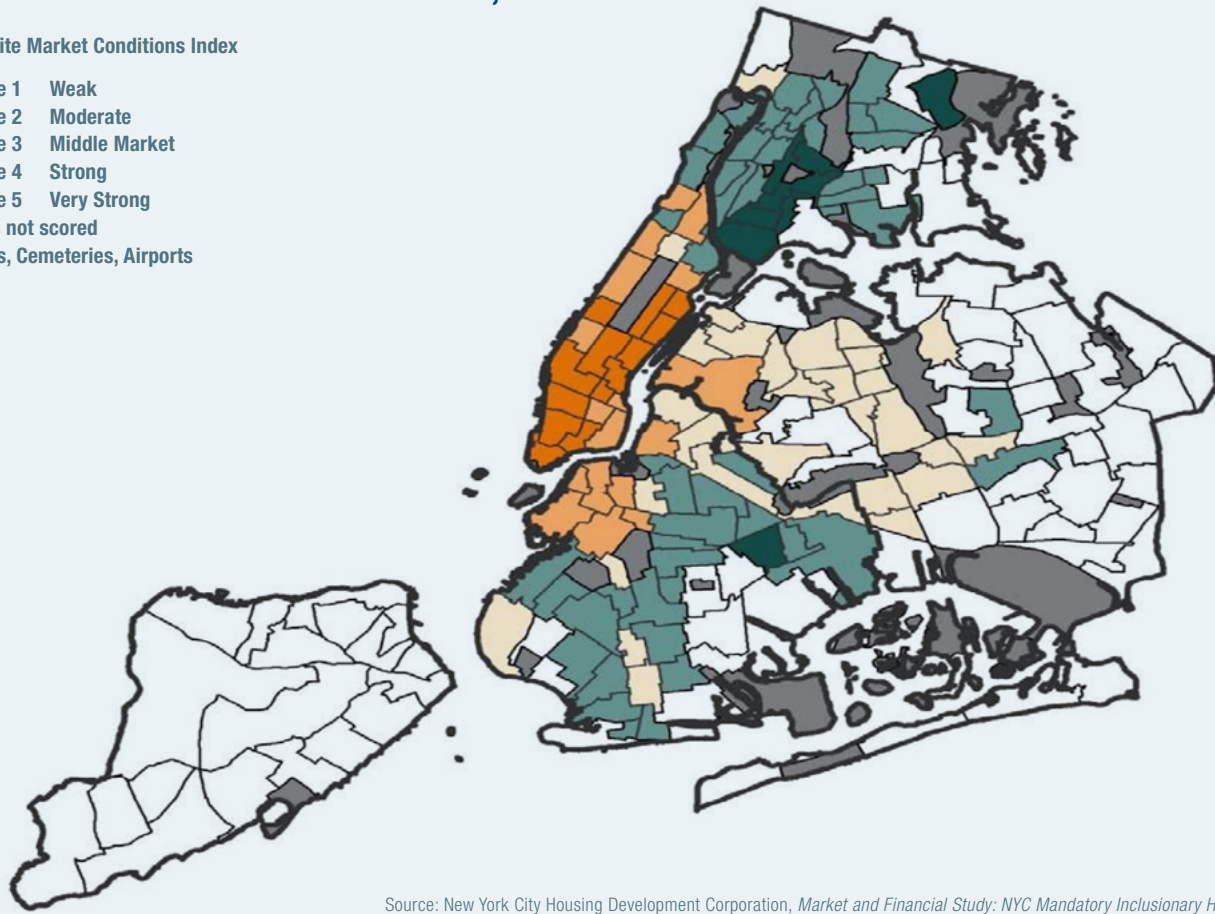 ite Market Conditions Index
e 1 Weak
e 2 Moderate
e 3 Middle Market
e 4 Strong
e 5 Very Strong
not scored
s, Cemeteries, Airports
Source: New York City Housing Development Corporation, Market and Financial Study: NYC Mandatory Inclusionary H